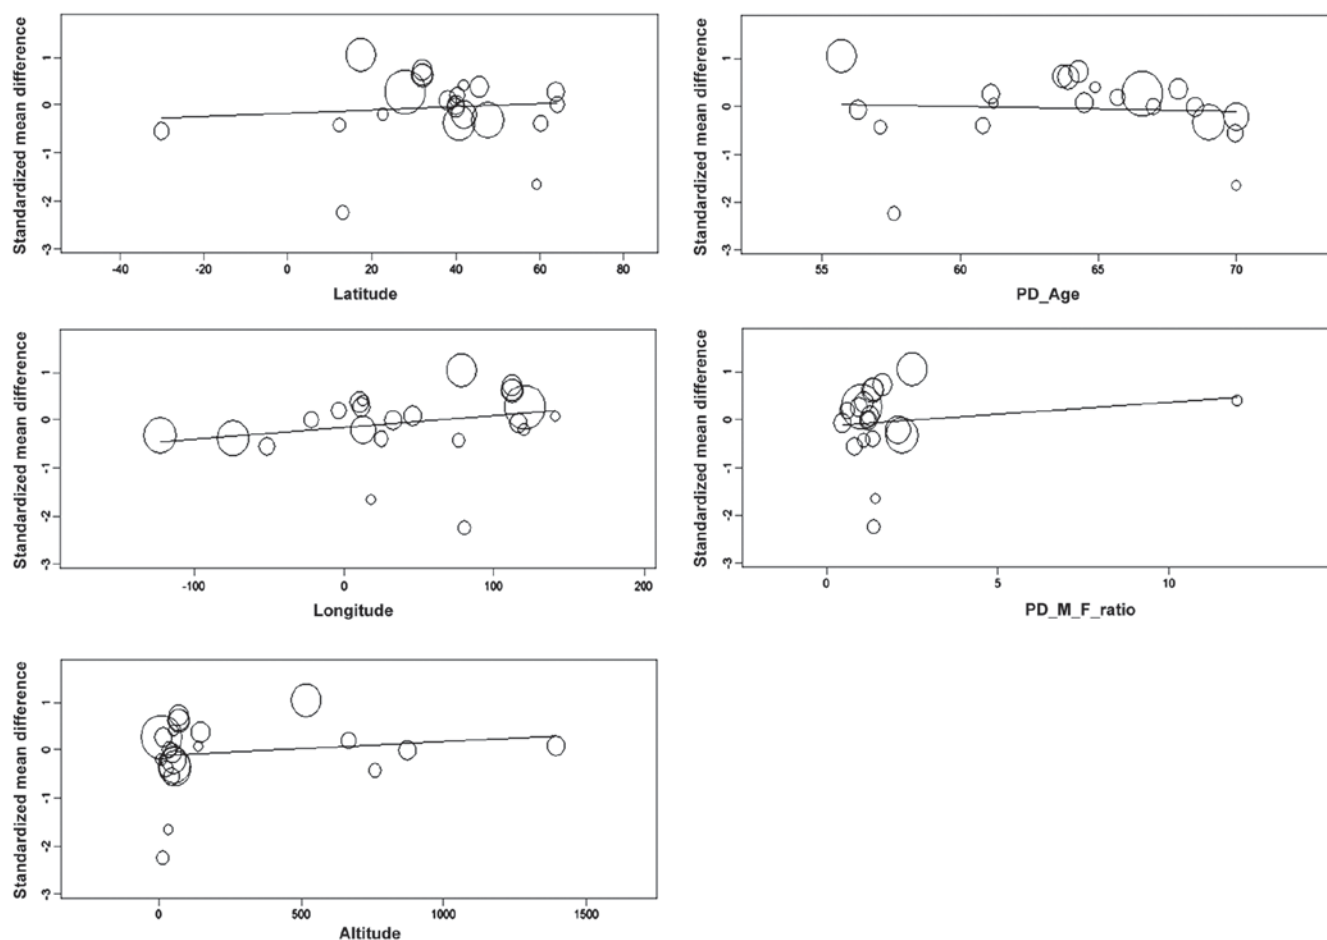 Standardized mean difference
1
0
-1
-2
-3
-40 -20 0 20 40 60 80
Latitude
Standardized mean difference
1
0
-1
-2
-3
55 60 65 70
PD_Age
Standardized mean difference
1
0
-1
-2
-3
-100 0 100 200
Longitude
Standardized mean difference
1
0
-1
-2
-3
0 5 10
PD_M_F_ratio
Standardized mean difference
1
0
-1
-2
-3
0 500 1000 1500
Altitude